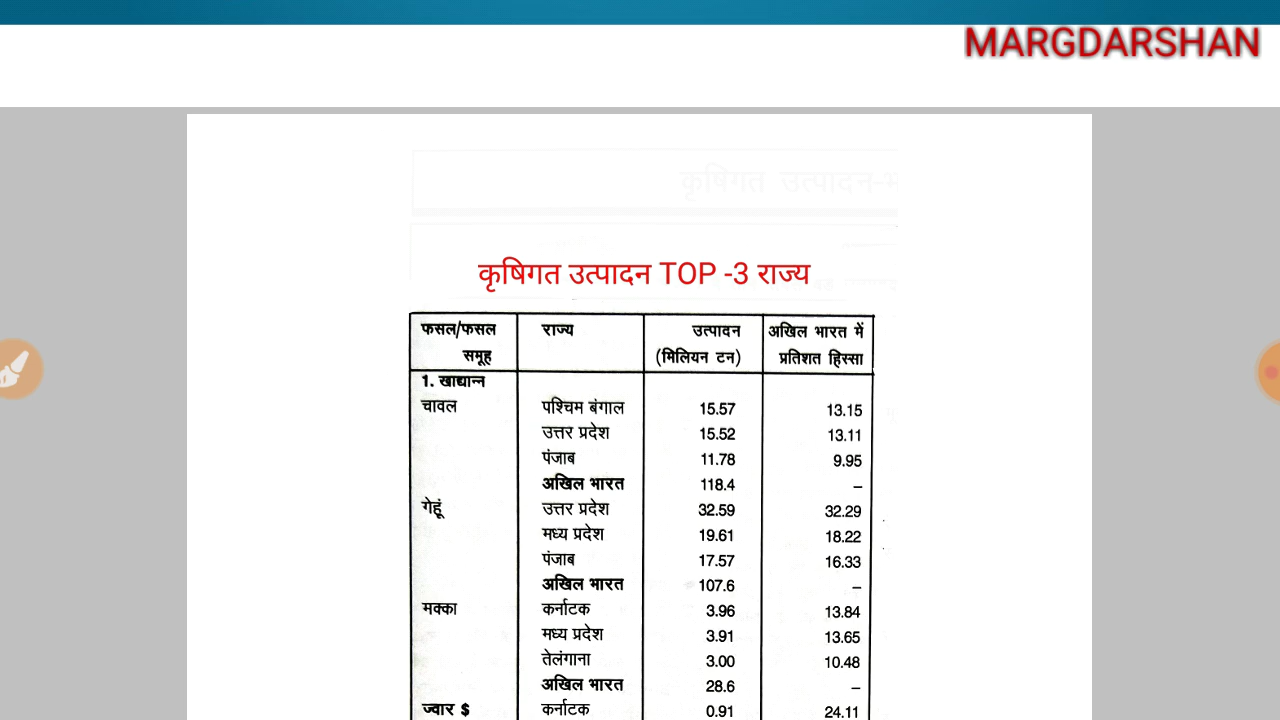 MARGDARSHAN
कृषिगत उत्पादन-भ
कृषिगत उत्पादन TOP -3 राज्य
फसल/फसल समूह राज्य उत्पादन (मिलियन टन) अखिल भारत में प्रतिशत हिस्सा
1. खाद्यान्न
चावल पश्चिम बंगाल 15.57 13.15
उत्तर प्रदेश 15.52 13.11
पंजाब 11.78 9.95
अखिल भारत 118.4 –
गेहूं उत्तर प्रदेश 32.59 32.29
मध्य प्रदेश 19.61 18.22
पंजाब 17.57 16.33
अखिल भारत 107.6 –
मक्का कर्नाटक 3.96 13.84
मध्य प्रदेश 3.91 13.65
तेलंगाना 3.00 10.48
अखिल भारत 28.6 –
ज्वार $ कर्नाटक 0.91 24.11